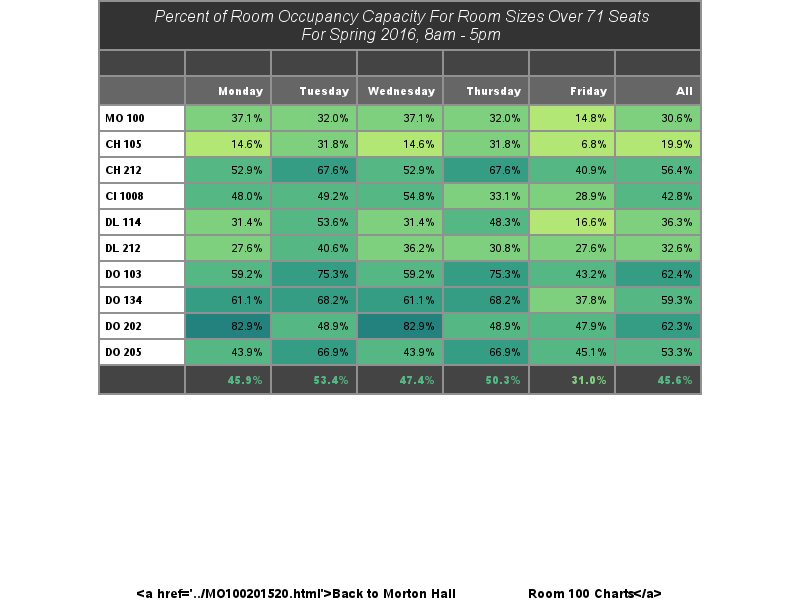 Percent of Room Occupancy Capacity For Room Sizes Over 71 Seats
For Spring 2016, 8am - 5pm
Monday Tuesday Wednesday Thursday Friday All
MO 100 37.1% 32.0% 37.1% 32.0% 14.8% 30.6%
CH 105 14.6% 31.8% 14.6% 31.8% 6.8% 19.9%
CH 212 52.9% 67.6% 52.9% 67.6% 40.9% 56.4%
CI 1008 48.0% 49.2% 54.8% 33.1% 28.9% 42.8%
DL 114 31.4% 53.6% 31.4% 48.3% 16.6% 36.3%
DL 212 27.6% 40.6% 36.2% 30.8% 27.6% 32.6%
DO 103 59.2% 75.3% 59.2% 75.3% 43.2% 62.4%
DO 134 61.1% 68.2% 61.1% 68.2% 37.8% 59.3%
DO 202 82.9% 48.9% 82.9% 48.9% 47.9% 62.3%
DO 205 43.9% 66.9% 43.9% 66.9% 45.1% 53.3%
45.9% 53.4% 47.4% 50.3% 31.0% 45.6%
<a href='../MO100201520.html'>Back to Morton Hall Room 100 Charts</a>